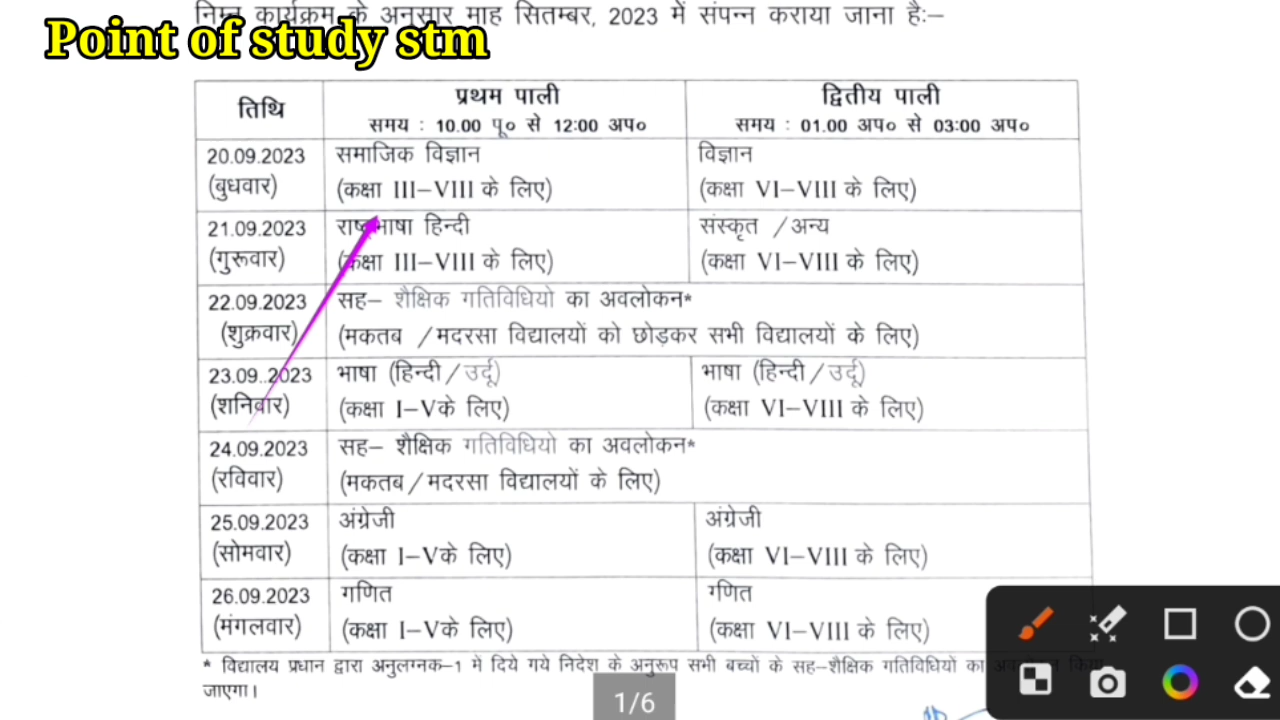 निम्न कार्यक्रम के अनुसार माह सितम्बर, 2023 में संपन्न कराया जाना हैः–
Point of study stm
तिथि
प्रथम पाली
समय : 10.00 पू० से 12:00 अप०
द्वितीय पाली
समय : 01.00 अप० से 03:00 अप०
20.09.2023
(बुधवार)
समाजिक विज्ञान
(कक्षा III–VIII के लिए)
विज्ञान
(कक्षा VI–VIII के लिए)
21.09.2023
(गुरूवार)
हिन्दी
(कक्षा III–VIII के लिए)
संस्कृत /अन्य
(कक्षा VI–VIII के लिए)
22.09.2023
(शुक्रवार)
सह– शैक्षिक गतिविधियो का अवलोकन*
(मकतब /मदरसा विद्यालयों को छोड़कर सभी विद्यालयों के लिए)
23.09..2023
(शनिवार)
भाषा (हिन्दी/उर्दू)
(कक्षा I–Vके लिए)
भाषा (हिन्दी/उर्दू)
(कक्षा VI–VIII के लिए)
24.09.2023
(रविवार)
सह– शैक्षिक गतिविधियो का अवलोकन*
(मकतब/मदरसा विद्यालयों के लिए)
25.09.2023
(सोमवार)
अंग्रेजी
(कक्षा I–Vके लिए)
अंग्रेजी
(कक्षा VI–VIII के लिए)
26.09.2023
(मंगलवार)
गणित
(कक्षा I–Vके लिए)
गणित
(कक्षा VI–VIII के लिए)
* विद्यालय प्रधान द्वारा अनुलग्नक–1 मे दिये गये निदेश के अनुरूप सभी बच्चों के सह–शैक्षिक गतिविधियों का
जाएगा।
1/6